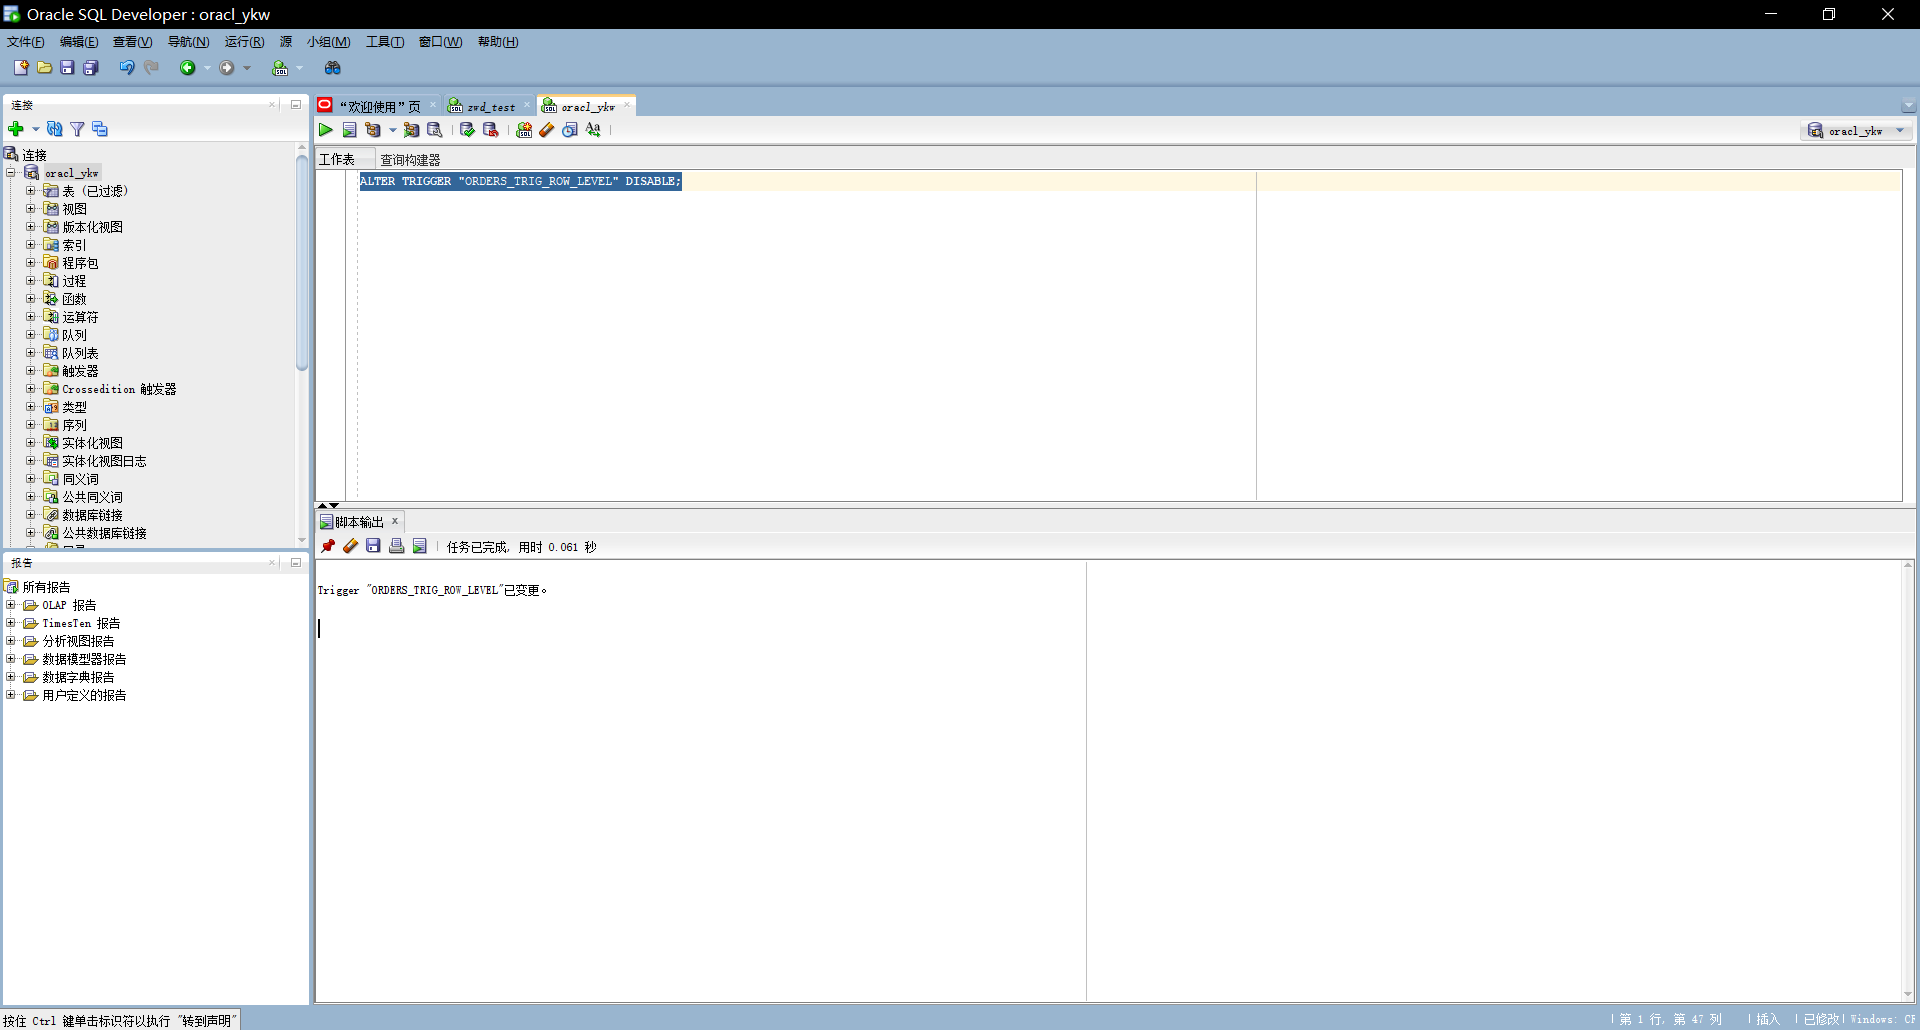 Oracle SQL Developer : oracl_ykw
文件(F) 编辑(E) 查看(V) 导航(N) 运行(R) 源 小组(M) 工具(T) 窗口(W) 帮助(H)
连接
“欢迎使用”页 zwd_test oracl_ykw
oracl_ykw
工作表 查询构建器
ALTER TRIGGER "ORDERS_TRIG_ROW_LEVEL" DISABLE;
连接
oracl_ykw
表 (已过滤)
视图
版本化视图
索引
程序包
过程
函数
运算符
队列
队列表
触发器
Crossedition 触发器
类型
序列
实体化视图
实体化视图日志
同义词
公共同义词
数据库链接
公共数据库链接
脚本输出
任务已完成, 用时 0.061 秒
Trigger "ORDERS_TRIG_ROW_LEVEL"已变更。
报告
所有报告
OLAP 报告
TimesTen 报告
分析视图报告
数据模型器报告
数据字典报告
用户定义的报告
按住 Ctrl 键单击标识符以执行 "转到声明"
第 1 行, 第 47 列 插入 已修改 Windows: CF